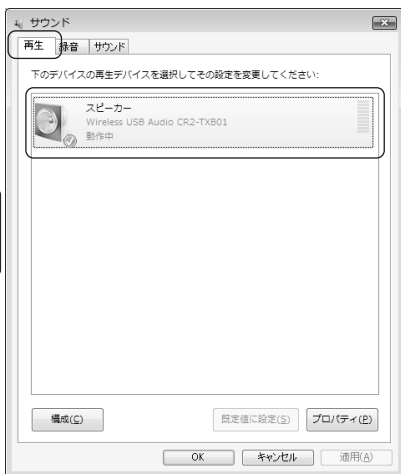 サウンド
再生 録音 サウンド
下のデバイスの再生デバイスを選択してその設定を変更してください:
スピーカー
Wireless USB Audio CR2-TXB01
動作中
構成(C) 既定値に設定(S) プロパティ(P)
OK キャンセル 適用(A)